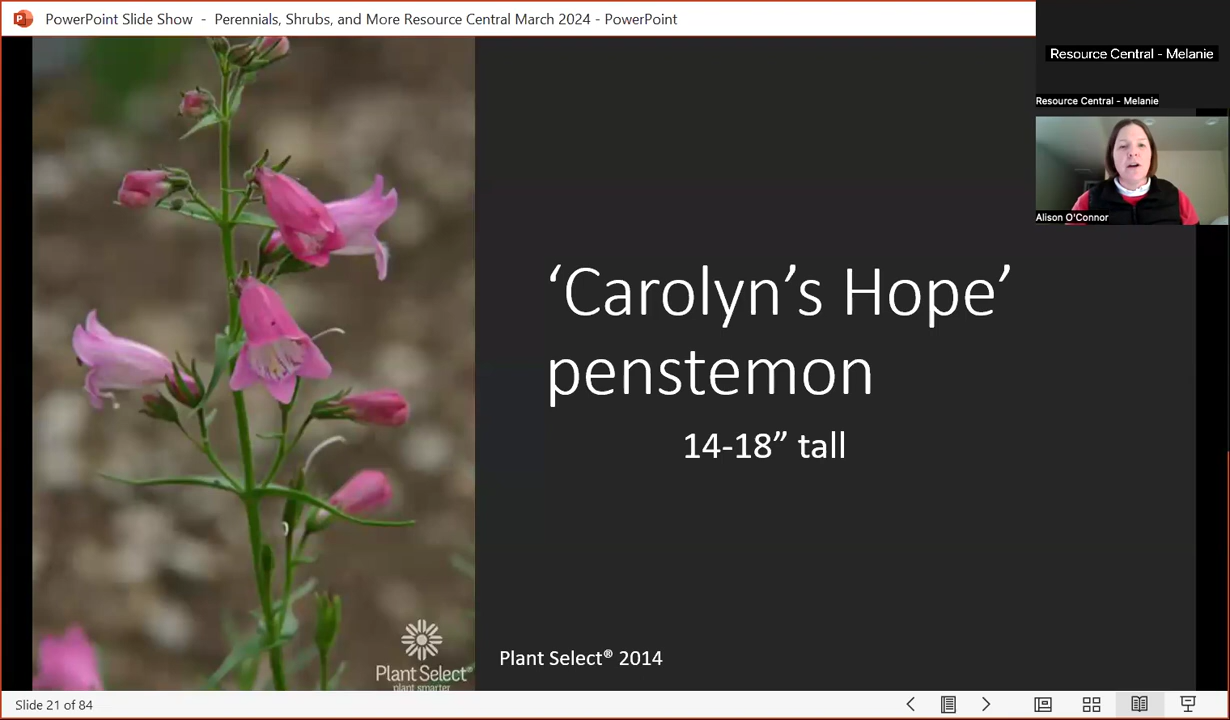 PowerPoint Slide Show - Perennials, Shrubs, and More Resource Central March 2024 - PowerPoint
Resource Central - Melanie
Resource Central - Melanie
Alison O'Connor
‘Carolyn’s Hope’
penstemon
14-18” tall
Plant Select®
plant smarter
Plant Select® 2014
Slide 21 of 84